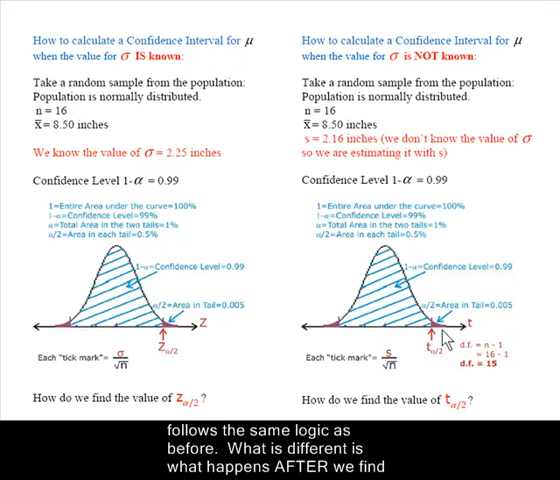 How to calculate a Confidence Interval for μ
when the value for σ IS known:
Take a random sample from the population:
Population is normally distributed.
n = 16
x̅ = 8.50 inches
We know the value of σ = 2.25 inches
Confidence Level 1-α = 0.99
1=Entire Area under the curve=100%
1-α=Confidence Level=99%
α=Total Area in the two tails=1%
α/2=Area in each tail=0.5%
1-α=Confidence Level=0.99
α/2=Area in Tail=0.005
Z
Zα/2
Each "tick mark"= σ/√n
How do we find the value of zα/2 ?
How to calculate a Confidence Interval for μ
when the value for σ IS NOT known:
Take a random sample from the population:
Population is normally distributed.
n = 16
x̅ = 8.50 inches
s = 2.16 inches (we don't know the value of σ
so we are estimating it with s)
Confidence Level 1-α = 0.99
1=Entire Area under the curve=100%
1-α=Confidence Level=99%
α=Total Area in the two tails=1%
α/2=Area in each tail=0.5%
1-α=Confidence Level=0.99
α/2=Area in Tail=0.005
t
tα/2
d.f. = n - 1
= 16 - 1
d.f. = 15
Each "tick mark"= s/√n
How do we find the value of tα/2 ?
follows the same logic as
before. What is different is
what happens AFTER we find